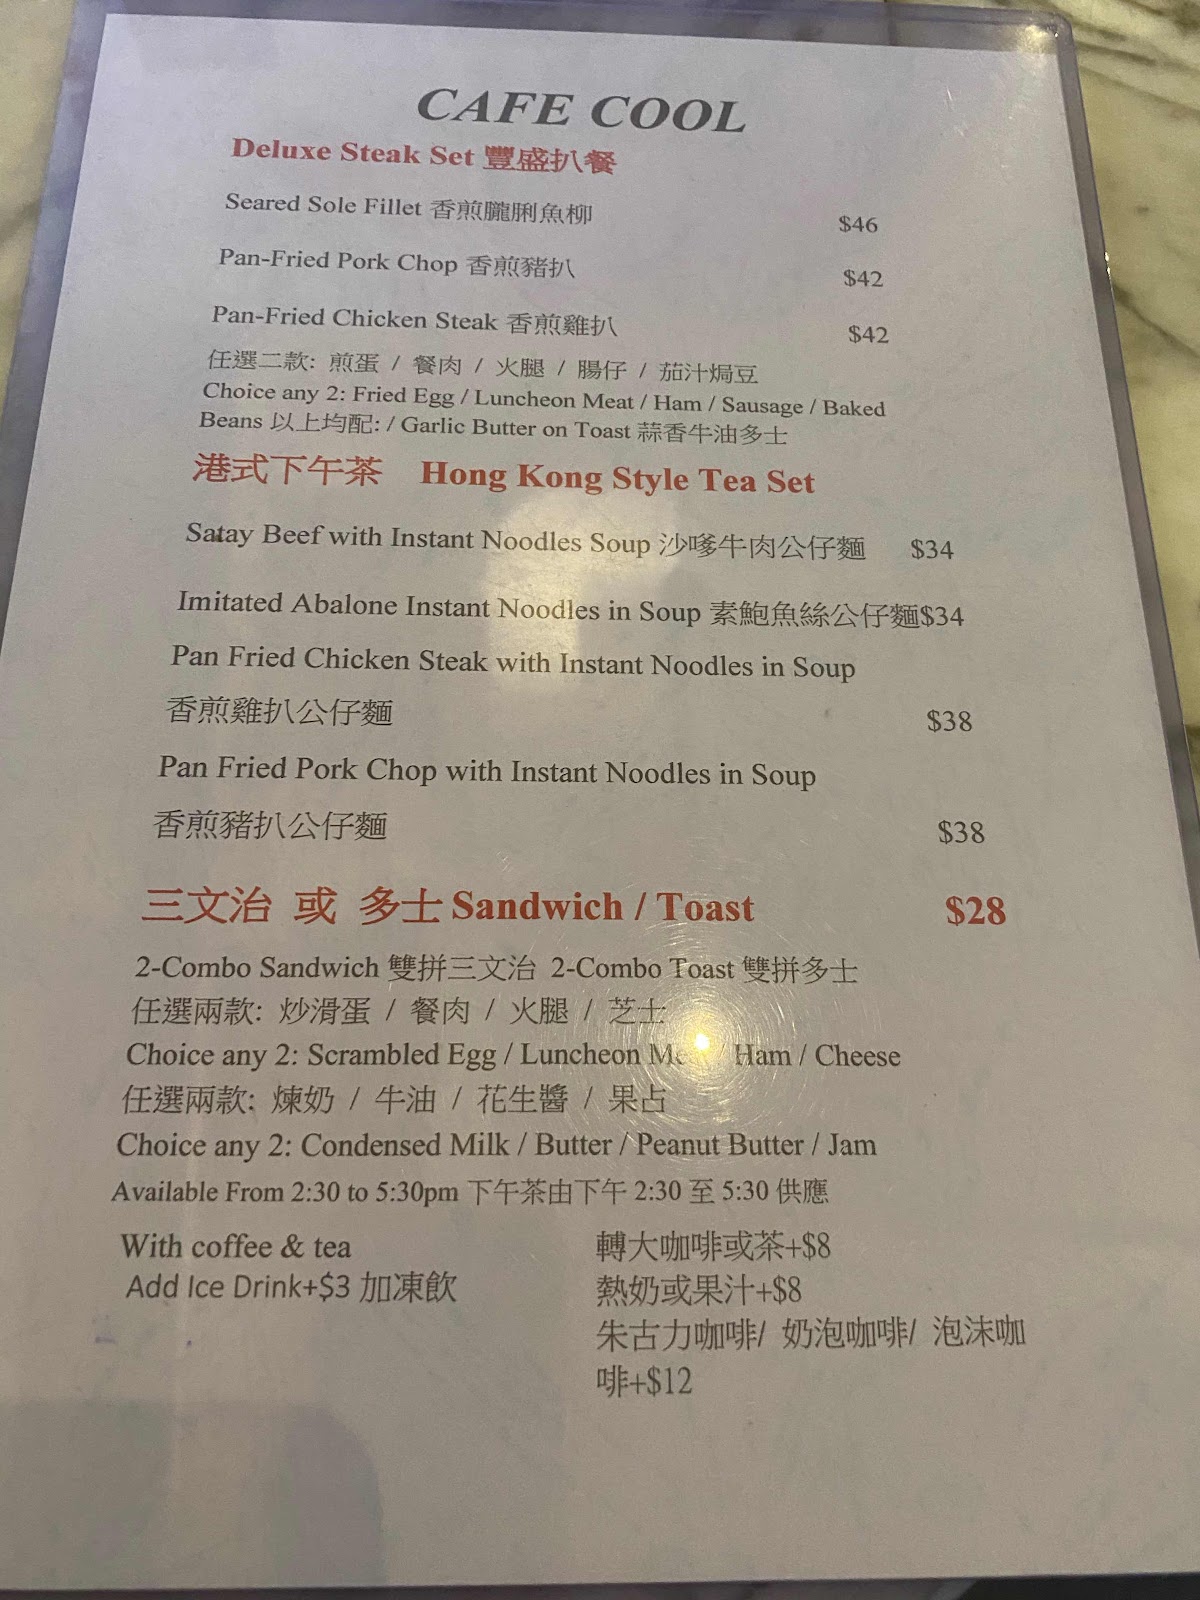 CAFE COOL
Deluxe Steak Set 豐盛扒餐
Seared Sole Fillet 香煎朧脷魚柳 $46
Pan-Fried Pork Chop 香煎豬扒 $42
Pan-Fried Chicken Steak 香煎雞扒 $42
任選二款: 煎蛋 / 餐肉 / 火腿 / 腸仔 / 茄汁焗豆
Choice any 2: Fried Egg / Luncheon Meat / Ham / Sausage / Baked
Beans 以上均配: / Garlic Butter on Toast 蒜香牛油多士
港式下午茶 Hong Kong Style Tea Set
Satay Beef with Instant Noodles Soup 沙嗲牛肉公仔麵 $34
Imitated Abalone Instant Noodles in Soup 素鮑魚絲公仔麵$34
Pan Fried Chicken Steak with Instant Noodles in Soup
香煎雞扒公仔麵 $38
Pan Fried Pork Chop with Instant Noodles in Soup
香煎豬扒公仔麵 $38
三文治 或 多士 Sandwich / Toast $28
2-Combo Sandwich 雙拼三文治 2-Combo Toast 雙拼多士
任選兩款: 炒滑蛋 / 餐肉 / 火腿 / 芝士
Choice any 2: Scrambled Egg / Luncheon Meat / Ham / Cheese
任選兩款: 煉奶 / 牛油 / 花生醬 / 果占
Choice any 2: Condensed Milk / Butter / Peanut Butter / Jam
Available From 2:30 to 5:30pm 下午茶由下午 2:30 至 5:30 供應
With coffee & tea 轉大咖啡或茶+$8
Add Ice Drink+$3 加凍飲 熱奶或果汁+$8
朱古力咖啡/ 奶泡咖啡/ 泡沫咖
啡+$12